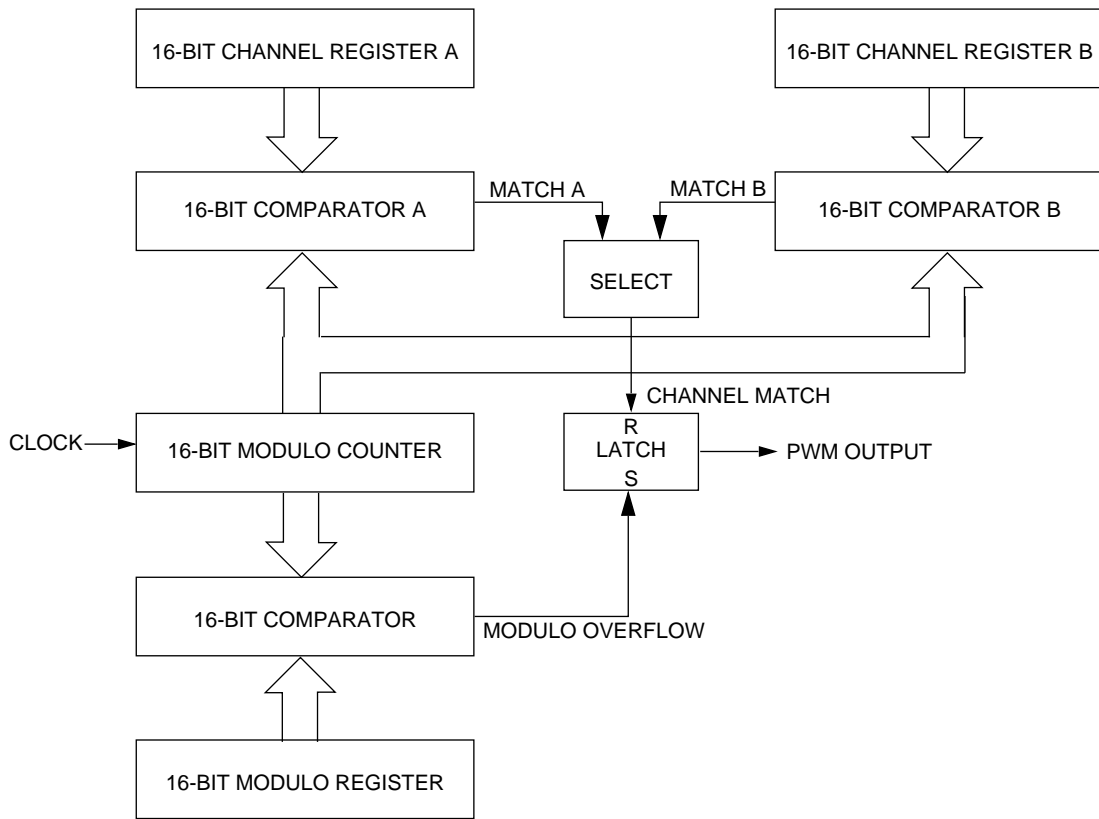 16-BIT CHANNEL REGISTER A
16-BIT CHANNEL REGISTER B
MATCH A
MATCH B
16-BIT COMPARATOR A
16-BIT COMPARATOR B
SELECT
CHANNEL MATCH
CLOCK
16-BIT MODULO COUNTER
R
LATCH
S
PWM OUTPUT
16-BIT COMPARATOR
MODULO OVERFLOW
16-BIT MODULO REGISTER